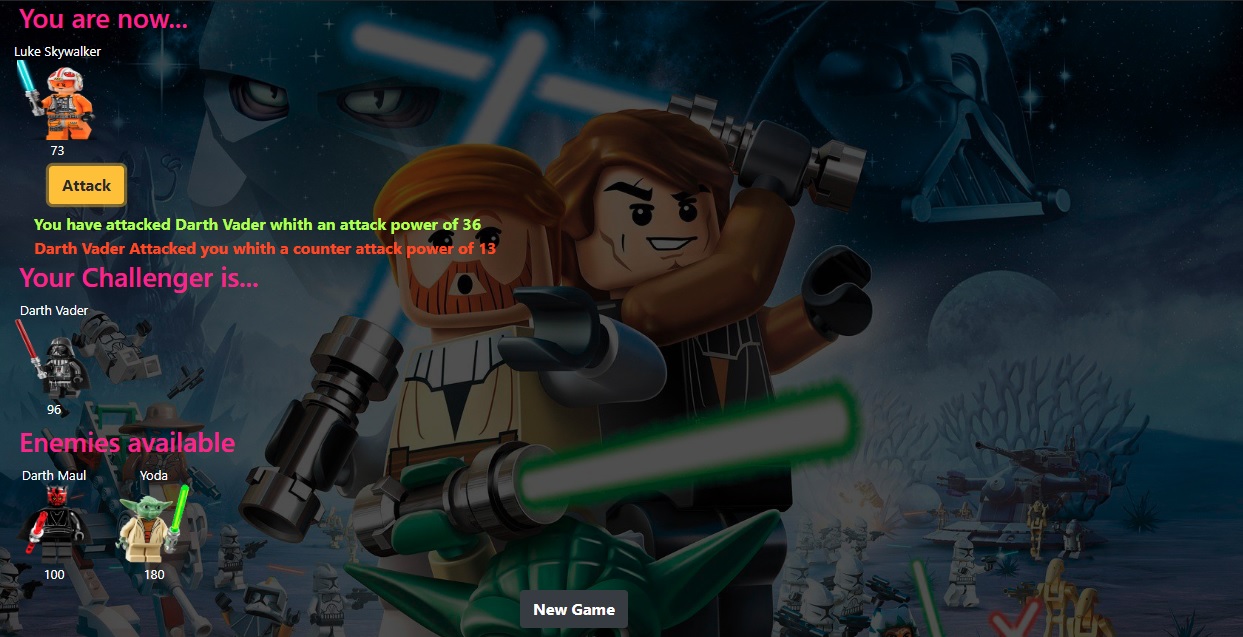 You are now...
Luke Skywalker
73
Attack
You have attacked Darth Vader whith an attack power of 36
Darth Vader Attacked you whith a counter attack power of 13
Your Challenger is...
Darth Vader
96
Enemies available
Darth Maul Yoda
100 180
New Game